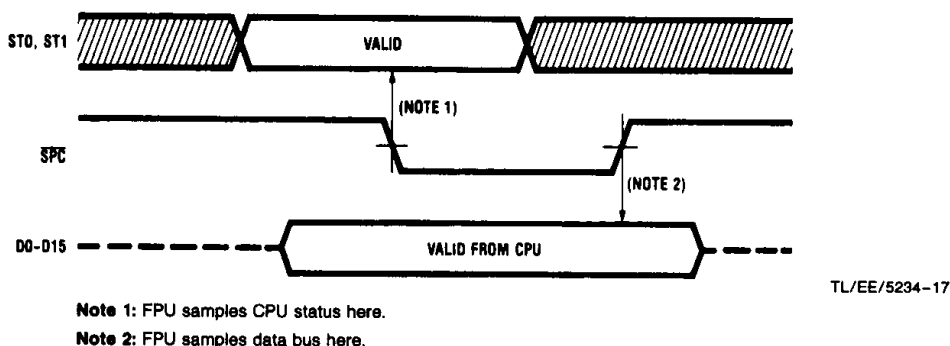 ST0, ST1
VALID
(NOTE 1)
SPC
(NOTE 2)
D0-D15
VALID FROM CPU
TL/EE/5234-17
Note 1: FPU samples CPU status here.
Note 2: FPU samples data bus here.